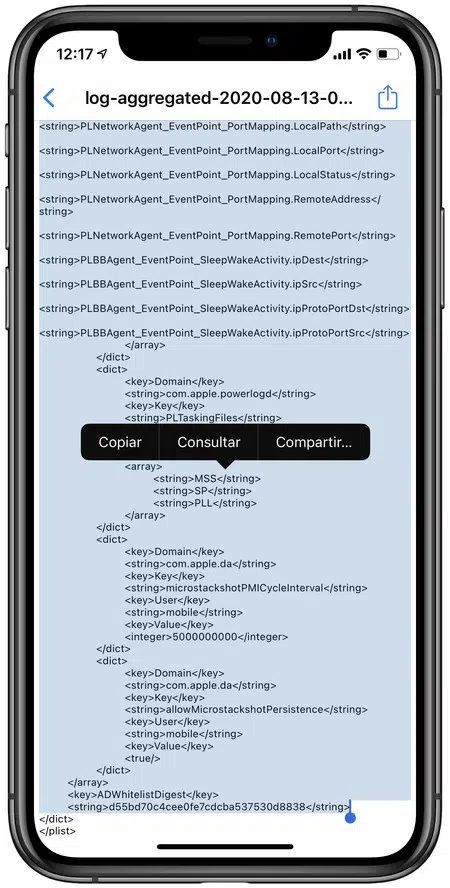 12:17
log-aggregated-2020-08-13-0...
<string>PLNetworkAgent_EventPoint_PortMapping.LocalPath</string>
<string>PLNetworkAgent_EventPoint_PortMapping.LocalPort</string>
<string>PLNetworkAgent_EventPoint_PortMapping.LocalStatus</string>
<string>PLNetworkAgent_EventPoint_PortMapping.RemoteAddress</
string>
<string>PLNetworkAgent_EventPoint_PortMapping.RemotePort</string>
<string>PLBBAgent_EventPoint_SleepWakeActivity.ipDest</string>
<string>PLBBAgent_EventPoint_SleepWakeActivity.ipSrc</string>
<string>PLBBAgent_EventPoint_SleepWakeActivity.ipProtoPortDst</string>
<string>PLBBAgent_EventPoint_SleepWakeActivity.ipProtoPortSrc</string>
</array>
</dict>
<dict>
<key>Domain</key>
<string>com.apple.powerlogd</string>
<key>Key</key>
<string>PLTaskingFiles</string>
Copiar Consultar Compartir...
<array>
<string>MSS</string>
<string>SP</string>
<string>PLL</string>
</array>
</dict>
<dict>
<key>Domain</key>
<string>com.apple.da</string>
<key>Key</key>
<string>microstackshotPMICycleInterval</string>
<key>User</key>
<string>mobile</string>
<key>Value</key>
<integer>5000000000</integer>
</dict>
<dict>
<key>Domain</key>
<string>com.apple.da</string>
<key>Key</key>
<string>allowMicrostackshotPersistence</string>
<key>User</key>
<string>mobile</string>
<key>Value</key>
<true/>
</dict>
</array>
<key>ADWhitelistDigest</key>
<string>d55bd70c4cee0fe7cdcba537530d8838</string>
</dict>
</plist>